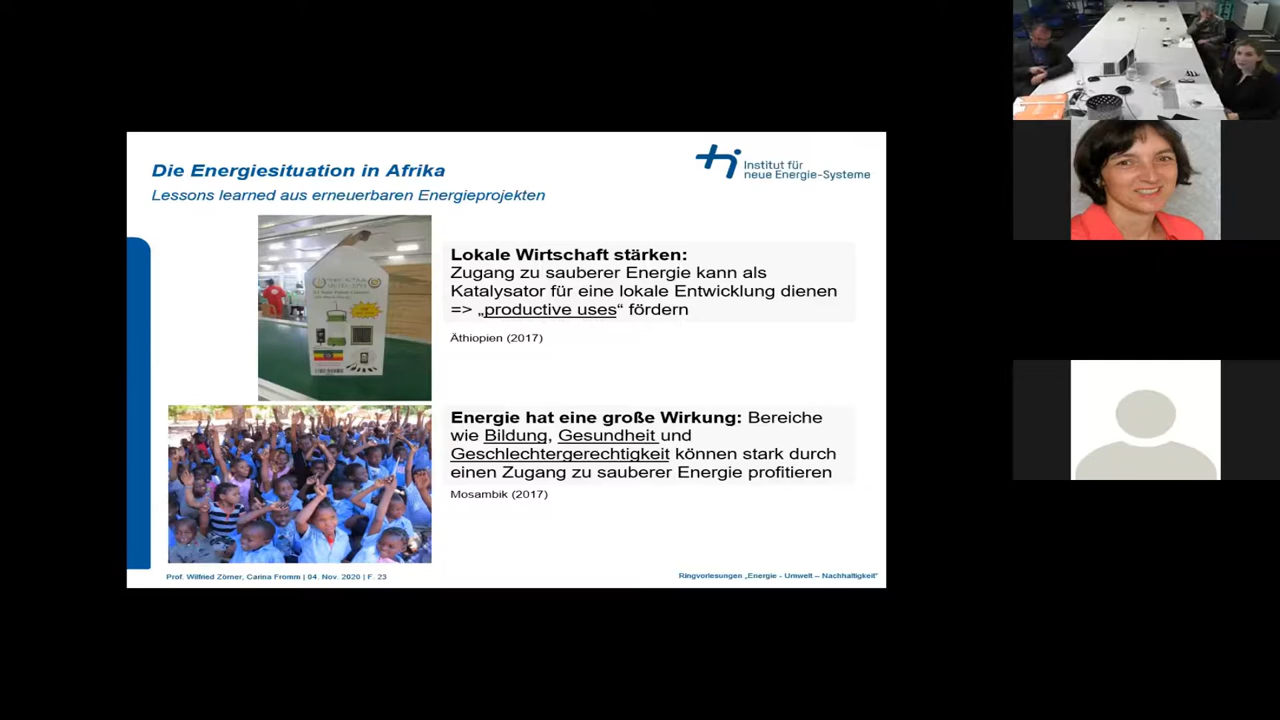 Die Energiesituation in Afrika
Lessons learned aus erneuerbaren Energieprojekten
Institut für
neue Energie-Systeme
Lokale Wirtschaft stärken:
Zugang zu sauberer Energie kann als
Katalysator für eine lokale Entwicklung dienen
=> „productive uses“ fördern
Äthiopien (2017)
Energie hat eine große Wirkung: Bereiche
wie Bildung, Gesundheit und
Geschlechtergerechtigkeit können stark durch
einen Zugang zu sauberer Energie profitieren
Mosambik (2017)
Prof. Wilfried Zörner, Carina Fromm | 04. Nov. 2020 | F. 23
Ringvorlesungen „Energie - Umwelt – Nachhaltigkeit“